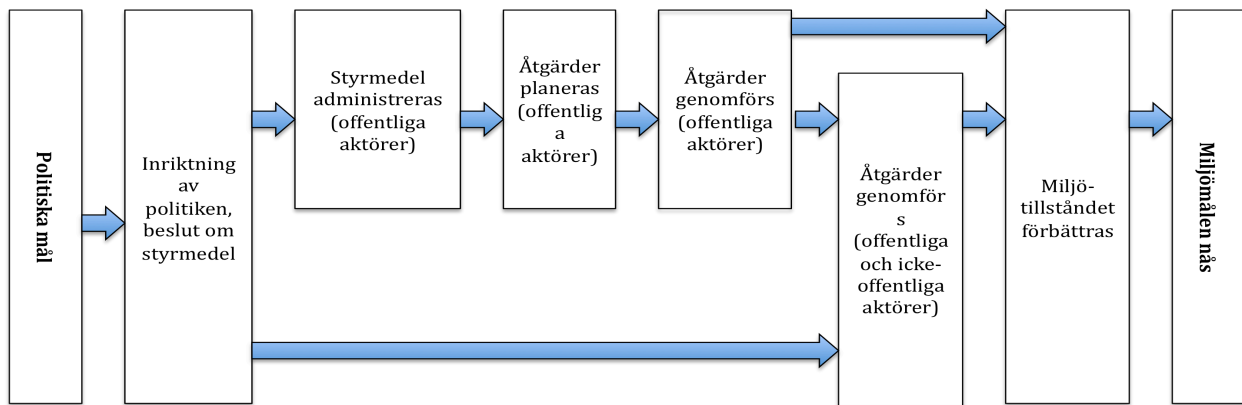 Politiska mål
Inriktning
av
politiken,
beslut om
styrmedel
Styrmedel
administreras
(offentliga
aktörer)
Åtgärder
planeras
(offentlig
a
aktörer)
Åtgärder
genomförs
(offentliga
aktörer)
Åtgärder
genomför
s
(offentliga
och icke-
offentliga
aktörer)
Miljö-
tillståndet
förbättras
Miljömålen nås